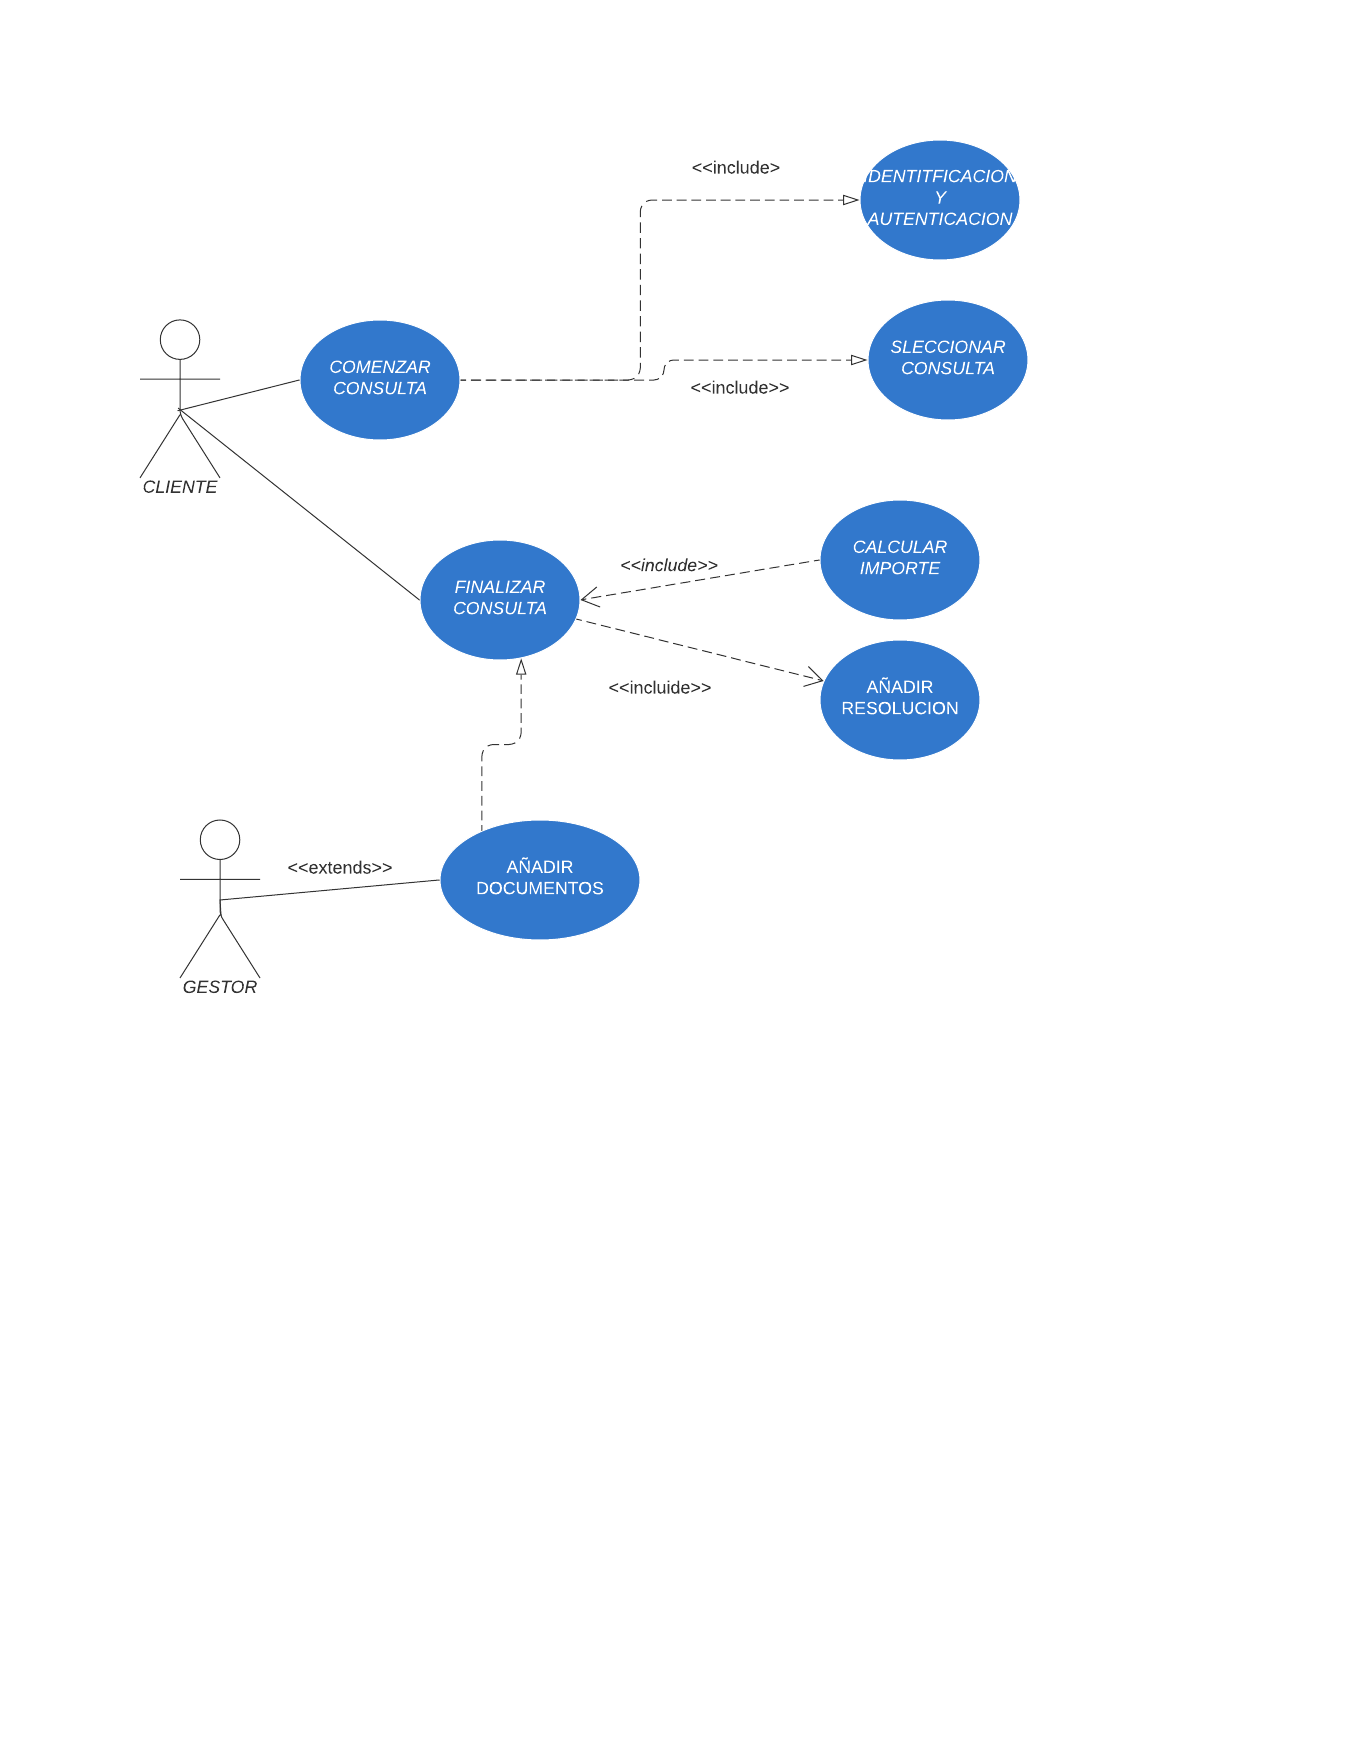 <<include>
IDENTITFICACION
Y
AUTENTICACION
SLECCIONAR
CONSULTA
COMENZAR
CONSULTA
<<include>>
CLIENTE
CALCULAR
IMPORTE
<<include>>
FINALIZAR
CONSULTA
<<incluide>>
AÑADIR
RESOLUCION
<<extends>>
AÑADIR
DOCUMENTOS
GESTOR